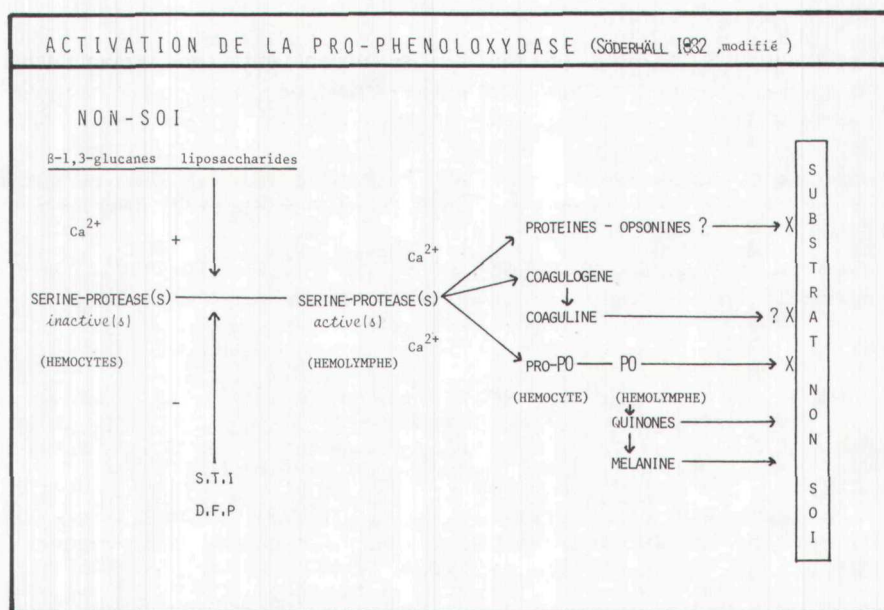 ACTIVATION DE LA PRO-PHENOLOXYDASE (SÖDERHÄLL 1982, modifié)
NON-SOI
β-1,3-glucanes liposaccharides
Ca2+
+
SERINE-PROTEASE(S)
inactive(s)
(HEMOCYTES)
-
S.T.I
D.F.P
Ca2+
SERINE-PROTEASE(S)
active(s)
Ca2+
(HEMOLYMPHE)
PROTEINES - OPSONINES ? X
COAGULOGENE
COAGULINE ? X
PRO-PO PO X
(HEMOCYTE) (HEMOLYMPHE)
QUINONES
MELANINE
SUBSTRAT NON SOI